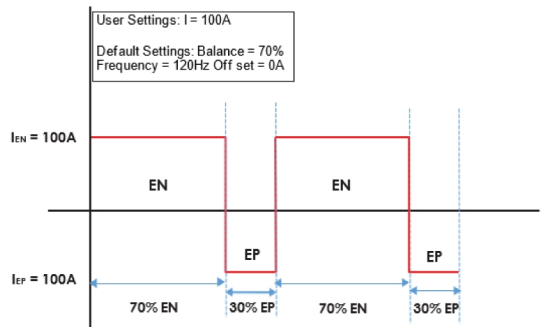 User Settings: I = 100A
Default Settings: Balance = 70%
Frequency = 120Hz Off set = 0A
IEN = 100A
EN
EN
EP
EP
IEP = 100A
70% EN
30% EP
70% EN
30% EP